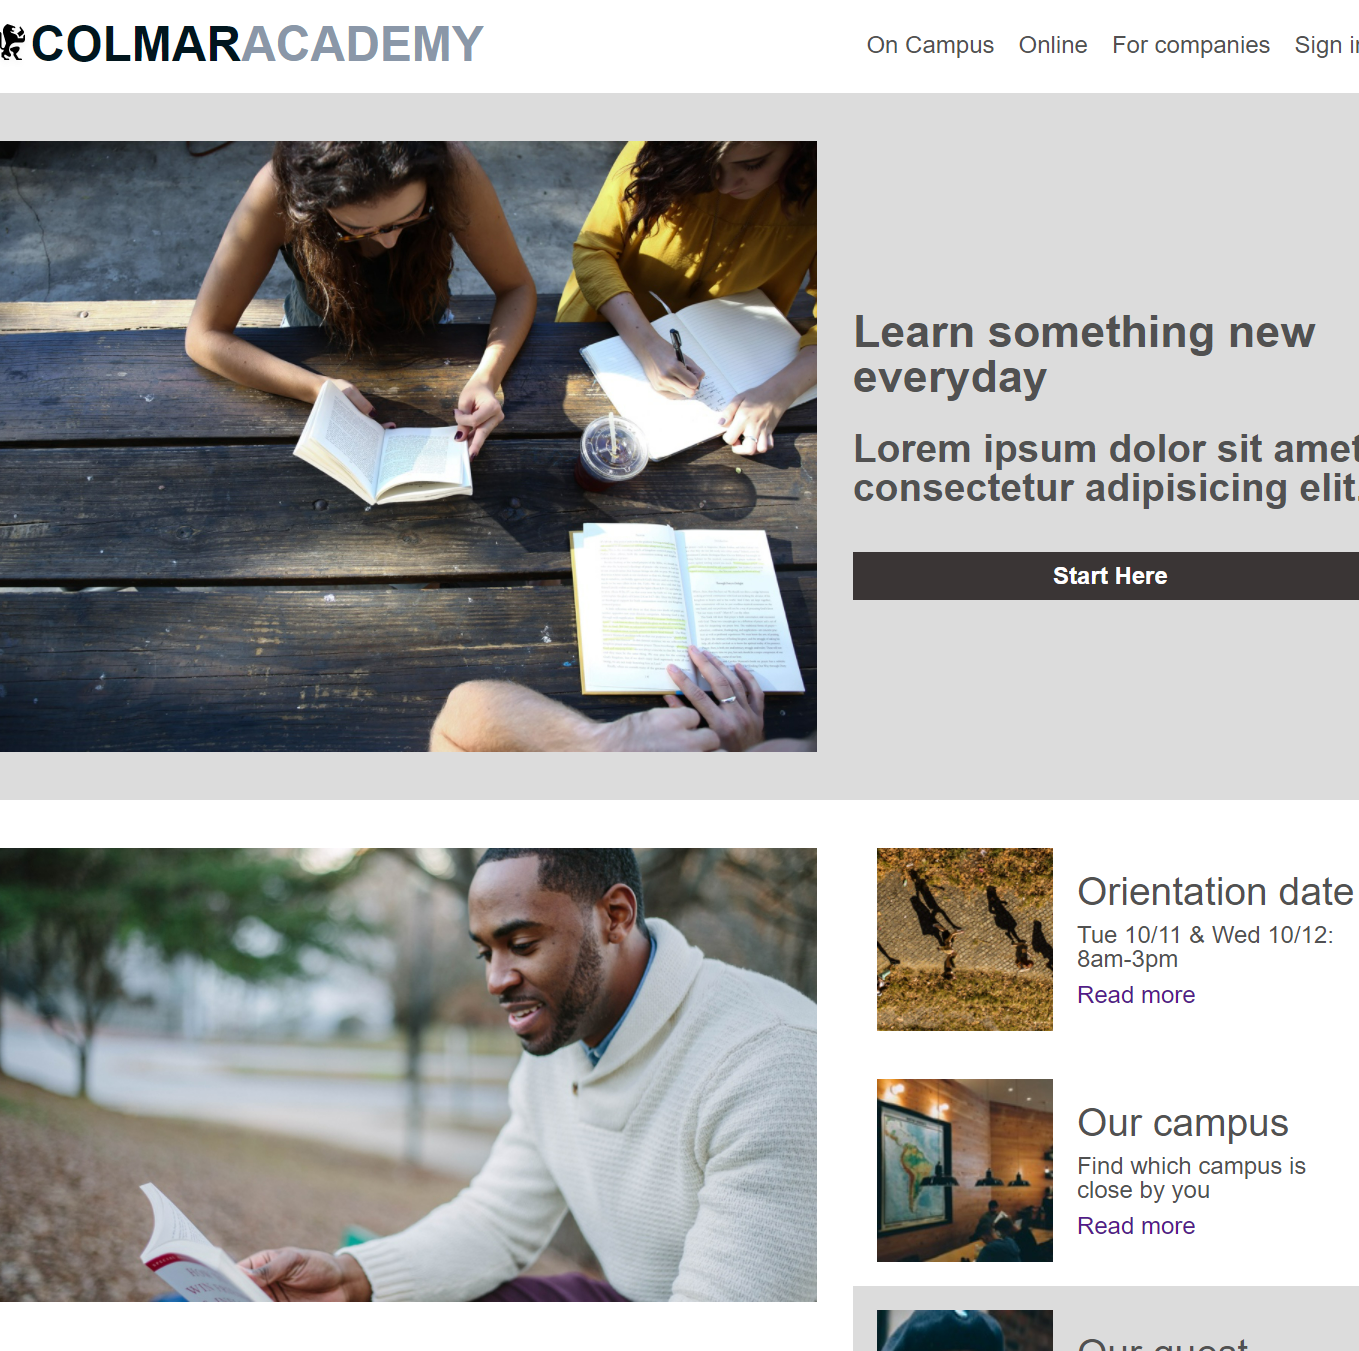 COLMARACADEMY
On Campus Online For companies Sign in
Learn something new
everyday
Lorem ipsum dolor sit amet
consectetur adipisicing elit.
Start Here
Orientation date
Tue 10/11 & Wed 10/12:
8am-3pm
Read more
Our campus
Find which campus is
close by you
Read more
Our guest